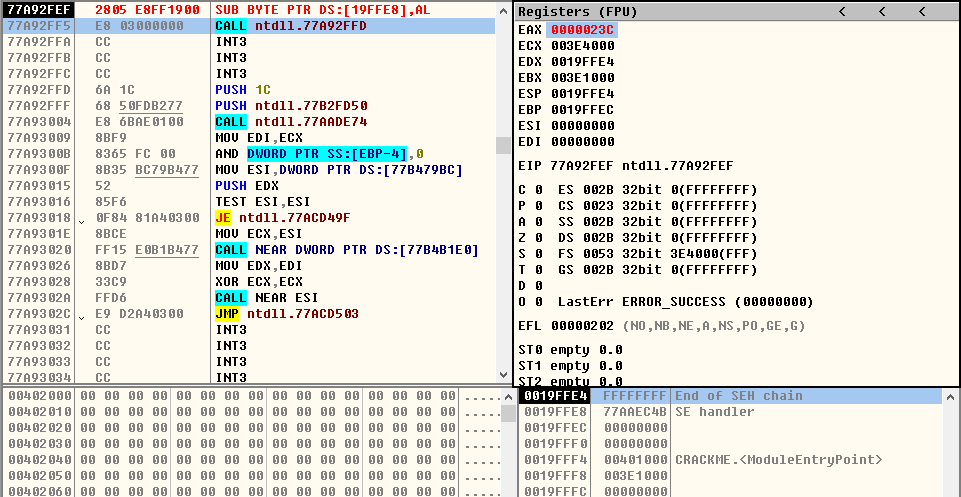 77A92FEF 2805 E8FF1900 SUB BYTE PTR DS:[19FFE8],AL
77A92FF5 E8 03000000 CALL ntdll.77A92FFD
77A92FFA CC INT3
77A92FFB CC INT3
77A92FFC CC INT3
77A92FFD 6A 1C PUSH 1C
77A92FFF 68 50FDB277 PUSH ntdll.77B2FD50
77A93004 E8 6BAE0100 CALL ntdll.77AADE74
77A93009 8BF9 MOV EDI,ECX
77A9300B 8365 FC 00 AND DWORD PTR SS:[EBP-4],0
77A9300F 8B35 BC79B477 MOV ESI,DWORD PTR DS:[77B479BC]
77A93015 52 PUSH EDX
77A93016 85F6 TEST ESI,ESI
77A93018 0F84 81A40300 JE ntdll.77ACD49F
77A9301E 8BCE MOV ECX,ESI
77A93020 FF15 E0B1B477 CALL NEAR DWORD PTR DS:[77B4B1E0]
77A93026 8BD7 MOV EDX,EDI
77A93028 33C9 XOR ECX,ECX
77A9302A FFD6 CALL NEAR ESI
77A9302C E9 D2A40300 JMP ntdll.77ACD503
77A93031 CC INT3
77A93032 CC INT3
77A93033 CC INT3
77A93034 CC INT3
Registers (FPU) < < <
EAX 0000023C
ECX 003E4000
EDX 0019FFE4
EBX 003E1000
ESP 0019FFE4
EBP 0019FFEC
ESI 00000000
EDI 00000000
EIP 77A92FEF ntdll.77A92FEF
C 0 ES 002B 32bit 0(FFFFFFFF)
P 0 CS 0023 32bit 0(FFFFFFFF)
A 0 SS 002B 32bit 0(FFFFFFFF)
Z 0 DS 002B 32bit 0(FFFFFFFF)
S 0 FS 0053 32bit 3E4000(FFF)
T 0 GS 002B 32bit 0(FFFFFFFF)
D 0
O 0 LastErr ERROR_SUCCESS (00000000)
EFL 00000202 (NO,NB,NE,A,NS,PO,GE,G)
ST0 empty 0.0
ST1 empty 0.0
ST2 empty 0.0
00402000 00 00 00 00 00 00 00 00 00 00 00 00 00 00 00 00 .....
00402010 00 00 00 00 00 00 00 00 00 00 00 00 00 00 00 00 .....
00402020 00 00 00 00 00 00 00 00 00 00 00 00 00 00 00 00 .....
00402030 00 00 00 00 00 00 00 00 00 00 00 00 00 00 00 00 .....
00402040 00 00 00 00 00 00 00 00 00 00 00 00 00 00 00 00 .....
00402050 00 00 00 00 00 00 00 00 00 00 00 00 00 00 00 00 .....
00402060 00 00 00 00 00 00 00 00 00 00 00 00 00 00 00 00 .....
0019FFE4 FFFFFFFF End of SEH chain
0019FFE8 77AAEC4B SE handler
0019FFEC 00000000
0019FFF0 00000000
0019FFF4 00401000 CRACKME.<ModuleEntryPoint>
0019FFF8 003E1000
0019FFFC 00000000